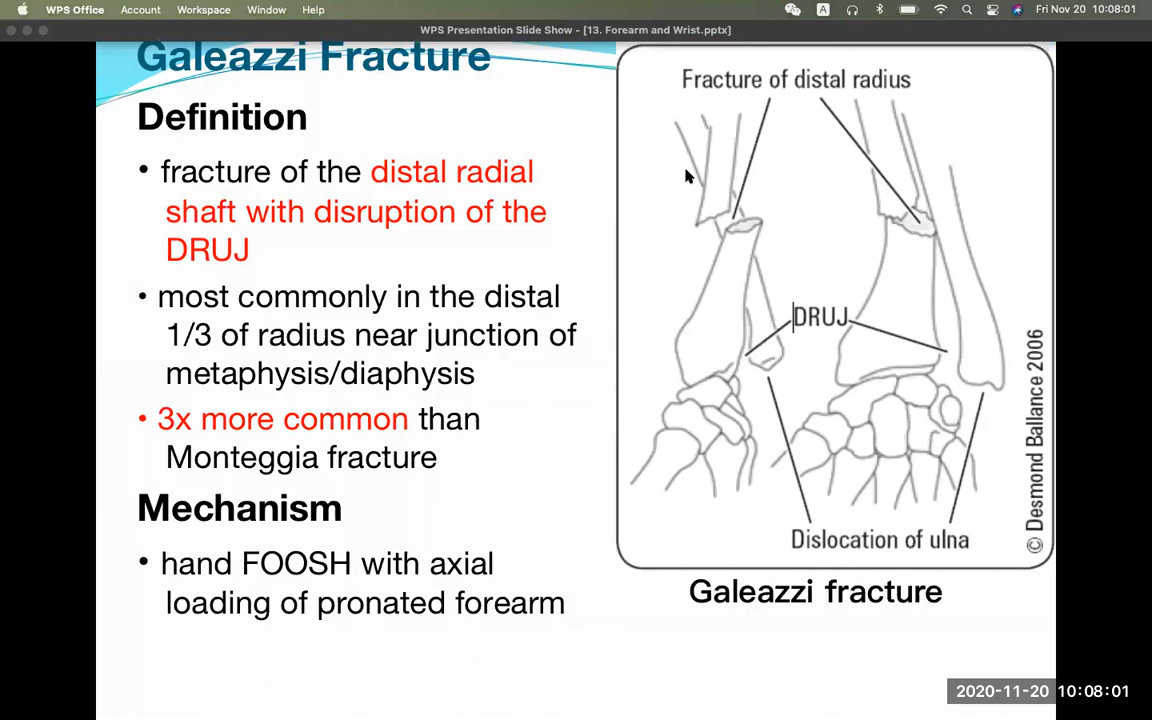 WPS Office Account Workspace Window Help A Fri Nov 20 10:08:01
WPS Presentation Slide Show - [13. Forearm and Wrist.pptx]
Galeazzi Fracture
Definition
• fracture of the distal radial
shaft with disruption of the
DRUJ
• most commonly in the distal
1/3 of radius near junction of
metaphysis/diaphysis
• 3x more common than
Monteggia fracture
Mechanism
• hand FOOSH with axial
loading of pronated forearm
Fracture of distal radius
DRUJ
Dislocation of ulna
© Desmond Ballance 2006
Galeazzi fracture
2020-11-20 10:08:01